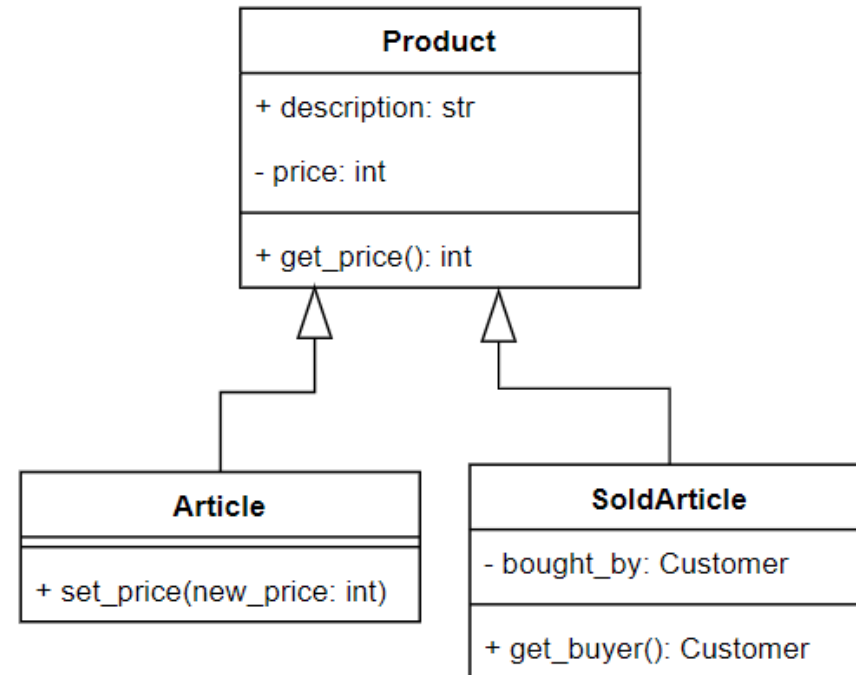 Product
+ description: str
- price: int
+ get_price(): int
Article
+ set_price(new_price: int)
SoldArticle
- bought_by: Customer
+ get_buyer(): Customer